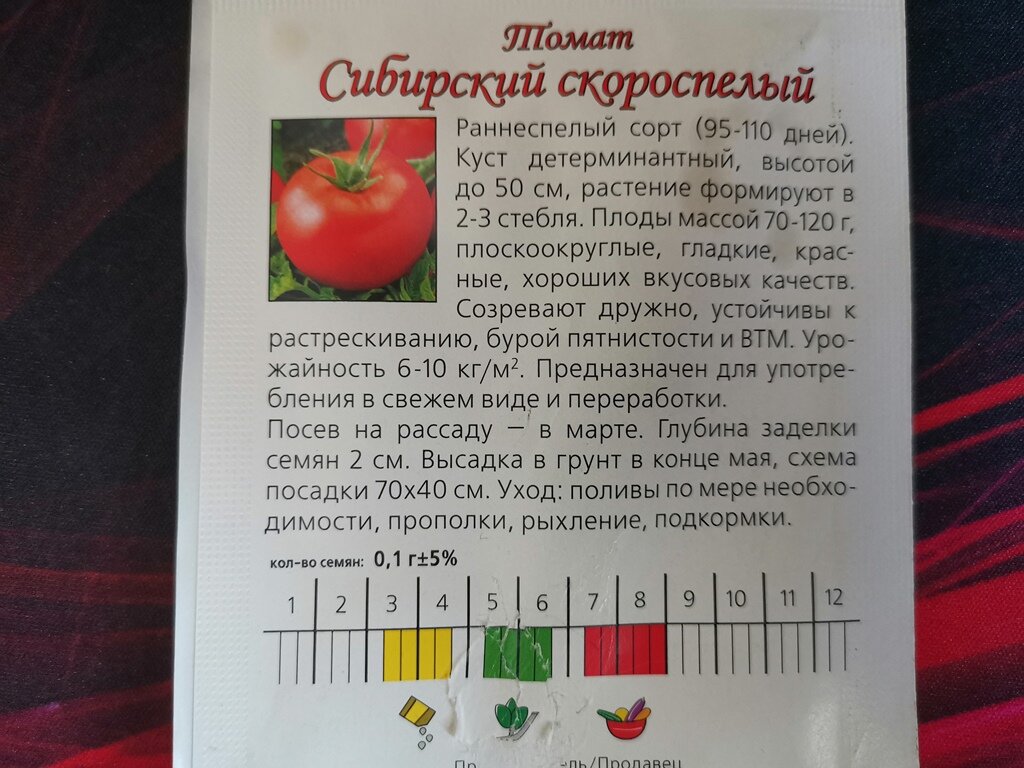 Томат
Сибирский скороспелый
Раннеспелый сорт (95-110 дней).
Куст детерминантный, высотой
до 50 см, растение формируют в
2-3 стебля. Плоды массой 70-120 г,
плоскоокруглые, гладкие, крас-
ные, хороших вкусовых качеств.
Созревают дружно, устойчивы к
растрескиванию, бурой пятнистости и ВТМ. Уро-
жайность 6-10 кг/м². Предназначен для употре-
бления в свежем виде и переработки.
Посев на рассаду – в марте. Глубина заделки
семян 2 см. Высадка в грунт в конце мая, схема
посадки 70х40 см. Уход: поливы по мере необхо-
димости, прополки, рыхление, подкормки.
кол-во семян: 0,1 г±5%
1 2 3 4 5 6 7 8 9 10 11 12